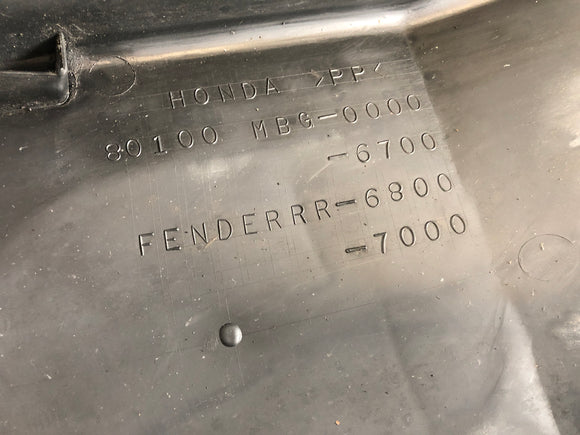 HONDA >PP<
80100 MBG-0000
-6700
FENDERRR-6800
-7000